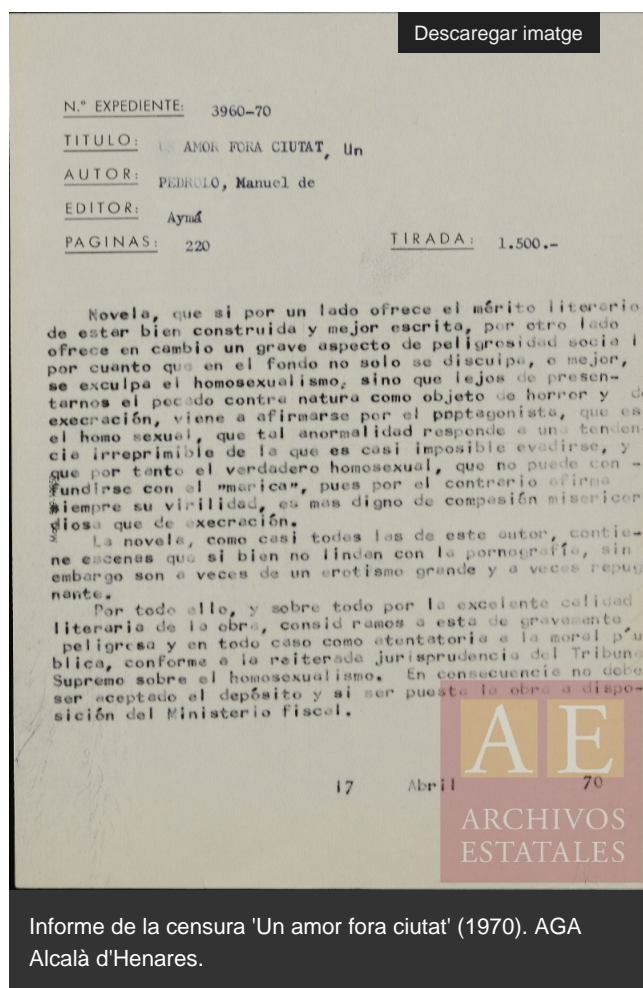 Descaregar imatge
N.º EXPEDIENTE: 3960-70
TITULO: UN AMOR FORA CIUTAT, Un
AUTOR: PEDROLO, Manuel de
EDITOR: Aymá
PAGINAS: 220 TIRADA: 1.500.-
Novela, que si por un lado ofrece el mérito literario
de estar bien construida y mejor escrita, por otro lado
ofrece en cambio un grave aspecto de peligrosidad socia l
por cuanto que en el fondo no solo se disculpa, o mejor,
se exculpa el homosexualismo, sino que lejos de presen-
tarnos el pecado contra natura como objeto de horror y de
execración, viene a afirmarse por el pnptagonista, que es
el homo sexual, que tal anormalidad responde a una tenden
cia irreprimible de la que es casi imposible evadirse, y
que por tanto el verdadero homosexual, que no puede con -
fundirse con el "marica", pues por el contrario afirma
siempre su virilidad, es mas digno de compasión misericor
diosa que de execración.
La novela, como casi todas las de este autor, contie-
ne escenas que si bien no lindan con la pornografía, sin
embargo son a veces de un erotismo grande y a veces repug
nante.
Por todo ello, y sobre todo por la excelente calidad
literaria de la obra, consid ramos a esta de gravemente
peligrosa y en todo caso como atentatoria a la moral p'u
blica, conforme a la reiterada jurisprudencia del Tribuna
Supremo sobre el homosexualismo. En consecuencia no debe
ser aceptado el depósito y si ser puesta la obra a dispo-
sición del Ministerio fiscal.
17 Abril 70
AE
ARCHIVOS
ESTATALES
Informe de la censura 'Un amor fora ciutat' (1970). AGA
Alcalà d'Henares.